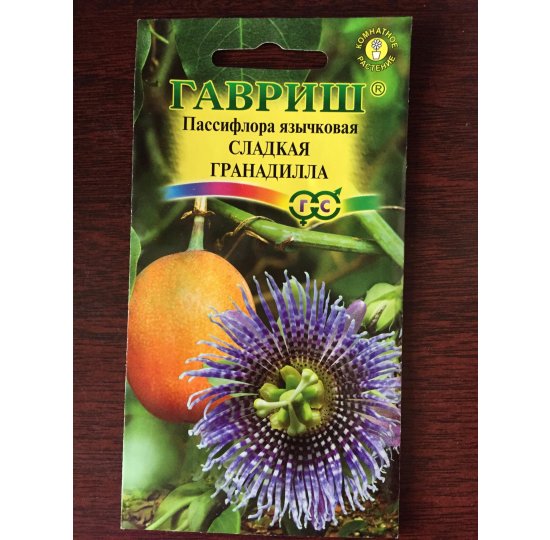 КОМНАТНОЕ
РАСТЕНИЕ
ГАВРИШ®
Пассифлора язычковая
СЛАДКАЯ
ГРАНАДИЛЛА
Г С